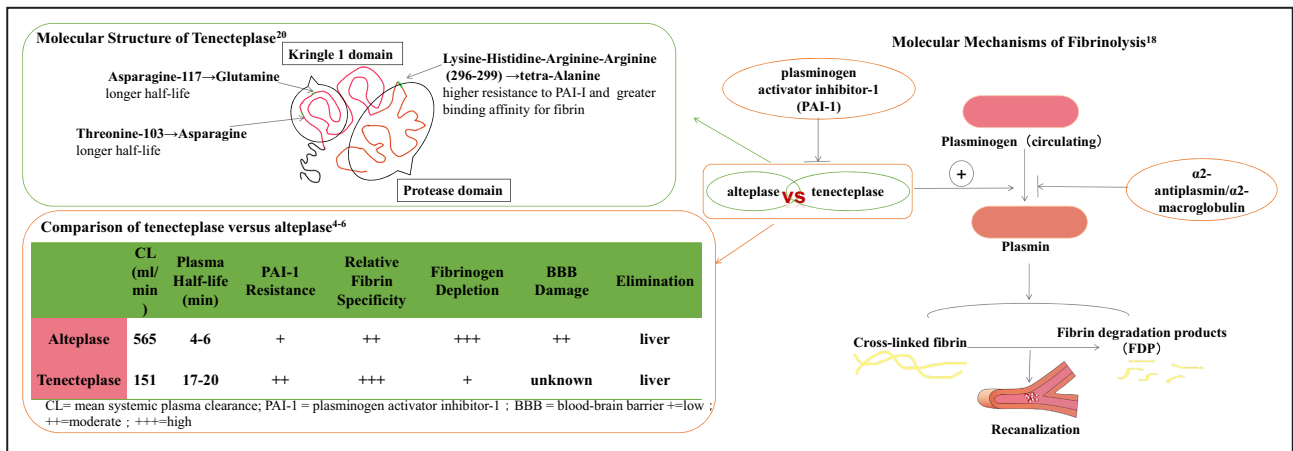 Molecular Structure of Tenecteplase20
Kringle 1 domain
Asparagine-117→Glutamine
longer half-life
Threonine-103→Asparagine
longer half-life
Lysine-Histidine-Arginine-Arginine
(296-299) →tetra-Alanine
higher resistance to PAI-I and greater
binding affinity for fibrin
Protease domain
Molecular Mechanisms of Fibrinolysis18
plasminogen
activator inhibitor-1
(PAI-1)
Plasminogen（circulating）
alteplase
vs
tenecteplase
+
α2-
antiplasmin/α2-
macroglobulin
Plasmin
Cross-linked fibrin
Fibrin degradation products
（FDP）
Recanalization
Comparison of tenecteplase versus alteplase4-6
CL
(ml/
min
)
Plasma
Half-life
(min)
PAI-1
Resistance
Relative
Fibrin
Specificity
Fibrinogen
Depletion
BBB
Damage
Elimination
Alteplase 565 4-6 + ++ +++ ++ liver
Tenecteplase 151 17-20 ++ +++ + unknown liver
CL= mean systemic plasma clearance; PAI-1 = plasminogen activator inhibitor-1；BBB = blood-brain barrier +=low；
++=moderate；+++=high